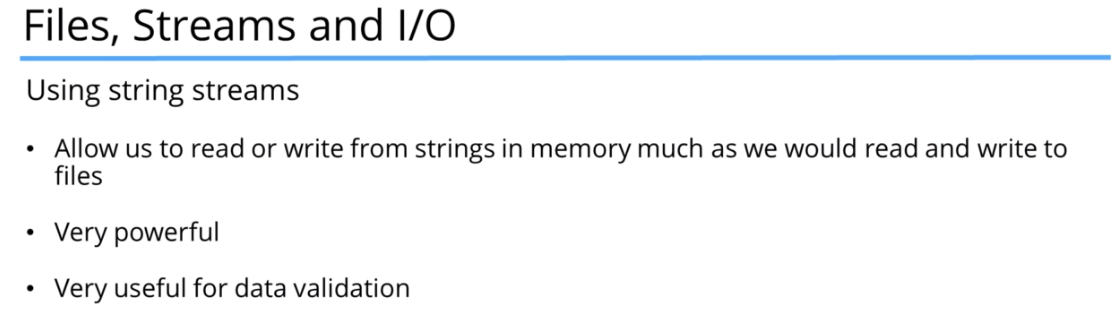 Files, Streams and I/O
Using string streams
• Allow us to read or write from strings in memory much as we would read and write to
files
• Very powerful
• Very useful for data validation